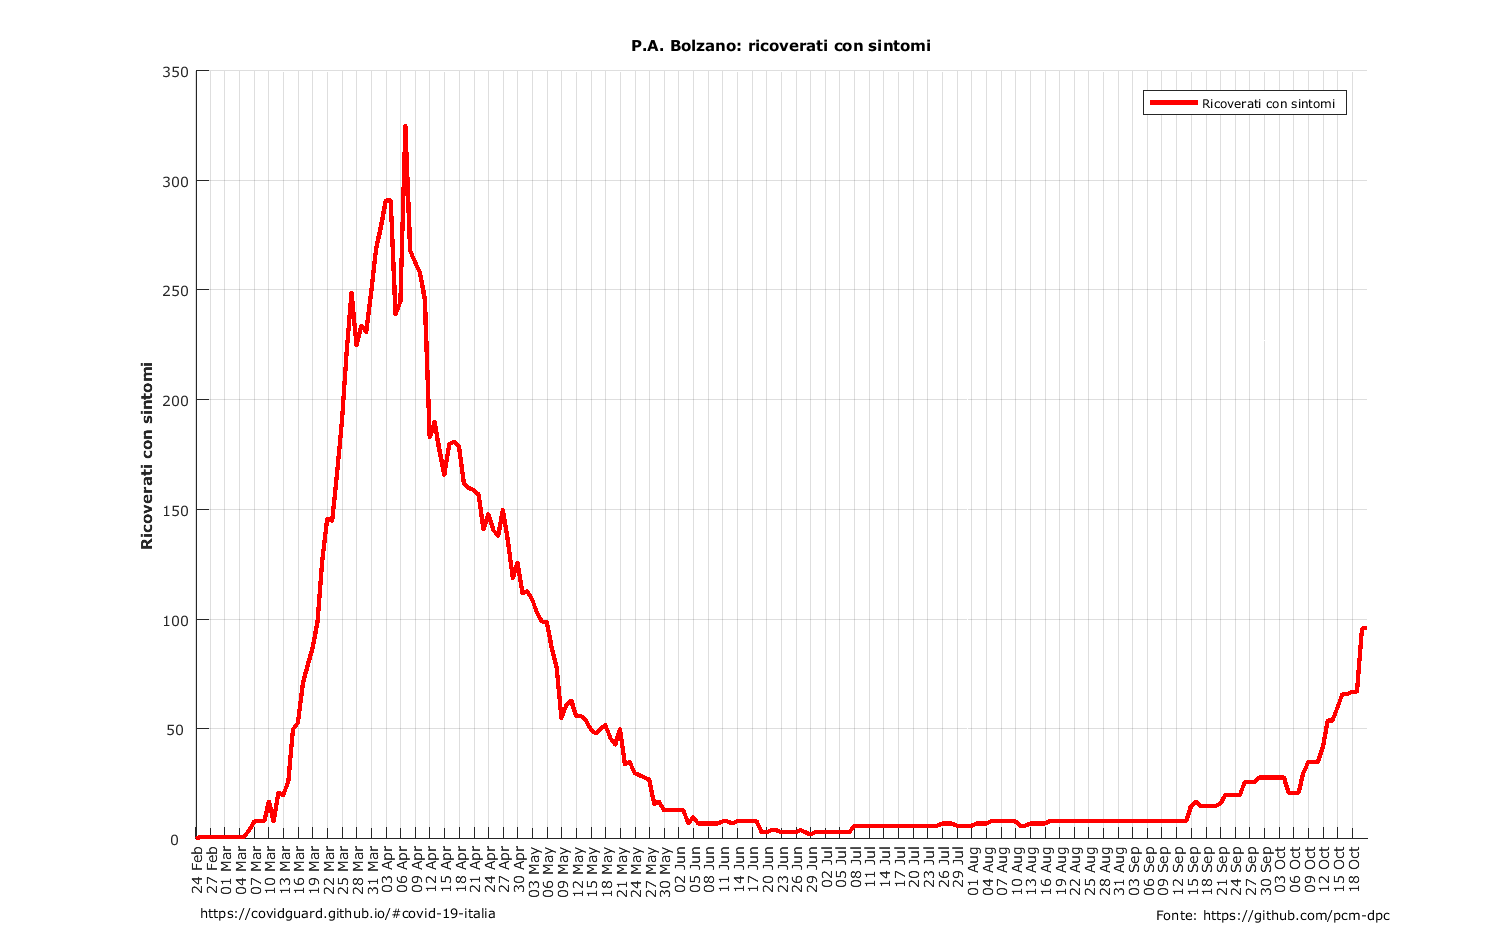 P.A. Bolzano: ricoverati con sintomi
Ricoverati con sintomi
Ricoverati con sintomi
350
300
250
200
150
100
50
0
24 Feb
27 Feb
01 Mar
04 Mar
07 Mar
10 Mar
13 Mar
16 Mar
19 Mar
22 Mar
25 Mar
28 Mar
31 Mar
03 Apr
06 Apr
09 Apr
12 Apr
15 Apr
18 Apr
21 Apr
24 Apr
27 Apr
30 Apr
03 May
06 May
09 May
12 May
15 May
18 May
21 May
24 May
27 May
30 May
02 Jun
05 Jun
08 Jun
11 Jun
14 Jun
17 Jun
20 Jun
23 Jun
26 Jun
29 Jun
02 Jul
05 Jul
08 Jul
11 Jul
14 Jul
17 Jul
20 Jul
23 Jul
26 Jul
29 Jul
01 Aug
04 Aug
07 Aug
10 Aug
13 Aug
16 Aug
19 Aug
22 Aug
25 Aug
28 Aug
31 Aug
03 Sep
06 Sep
09 Sep
12 Sep
15 Sep
18 Sep
21 Sep
24 Sep
27 Sep
30 Sep
03 Oct
06 Oct
09 Oct
12 Oct
15 Oct
18 Oct
https://covidguard.github.io/#covid-19-italia
Fonte: https://github.com/pcm-dpc